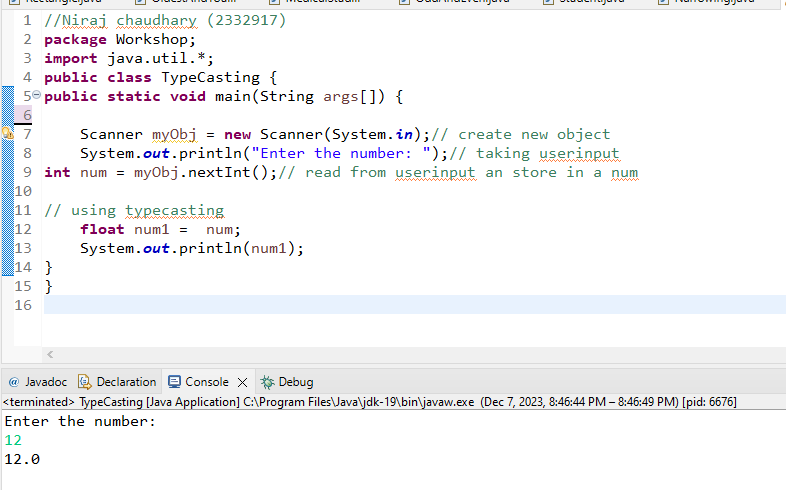 //Niraj chaudhary (2332917)
package Workshop;
import java.util.*;
public class TypeCasting {
public static void main(String args[]) {
Scanner myObj = new Scanner(System.in);// create new object
System.out.println("Enter the number: ");// taking userinput
int num = myObj.nextInt();// read from userinput an store in a num
// using typecasting
float num1 =  num;
System.out.println(num1);
}
}
1
2
3
4
5
6
7
8
9
10
11
12
13
14
15
16
@ Javadoc Declaration Console Debug
<terminated> TypeCasting [Java Application] C:\Program Files\Java\jdk-19\bin\javaw.exe (Dec 7, 2023, 8:46:44 PM – 8:46:49 PM) [pid: 6676]
Enter the number:
12
12.0